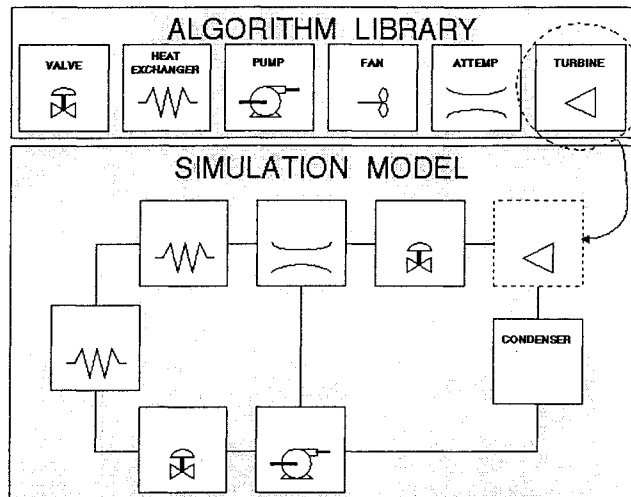 ALGORITHM LIBRARY
VALVE
HEAT
EXCHANGER
PUMP
FAN
ATTEMP
TURBINE
SIMULATION MODEL
CONDENSER